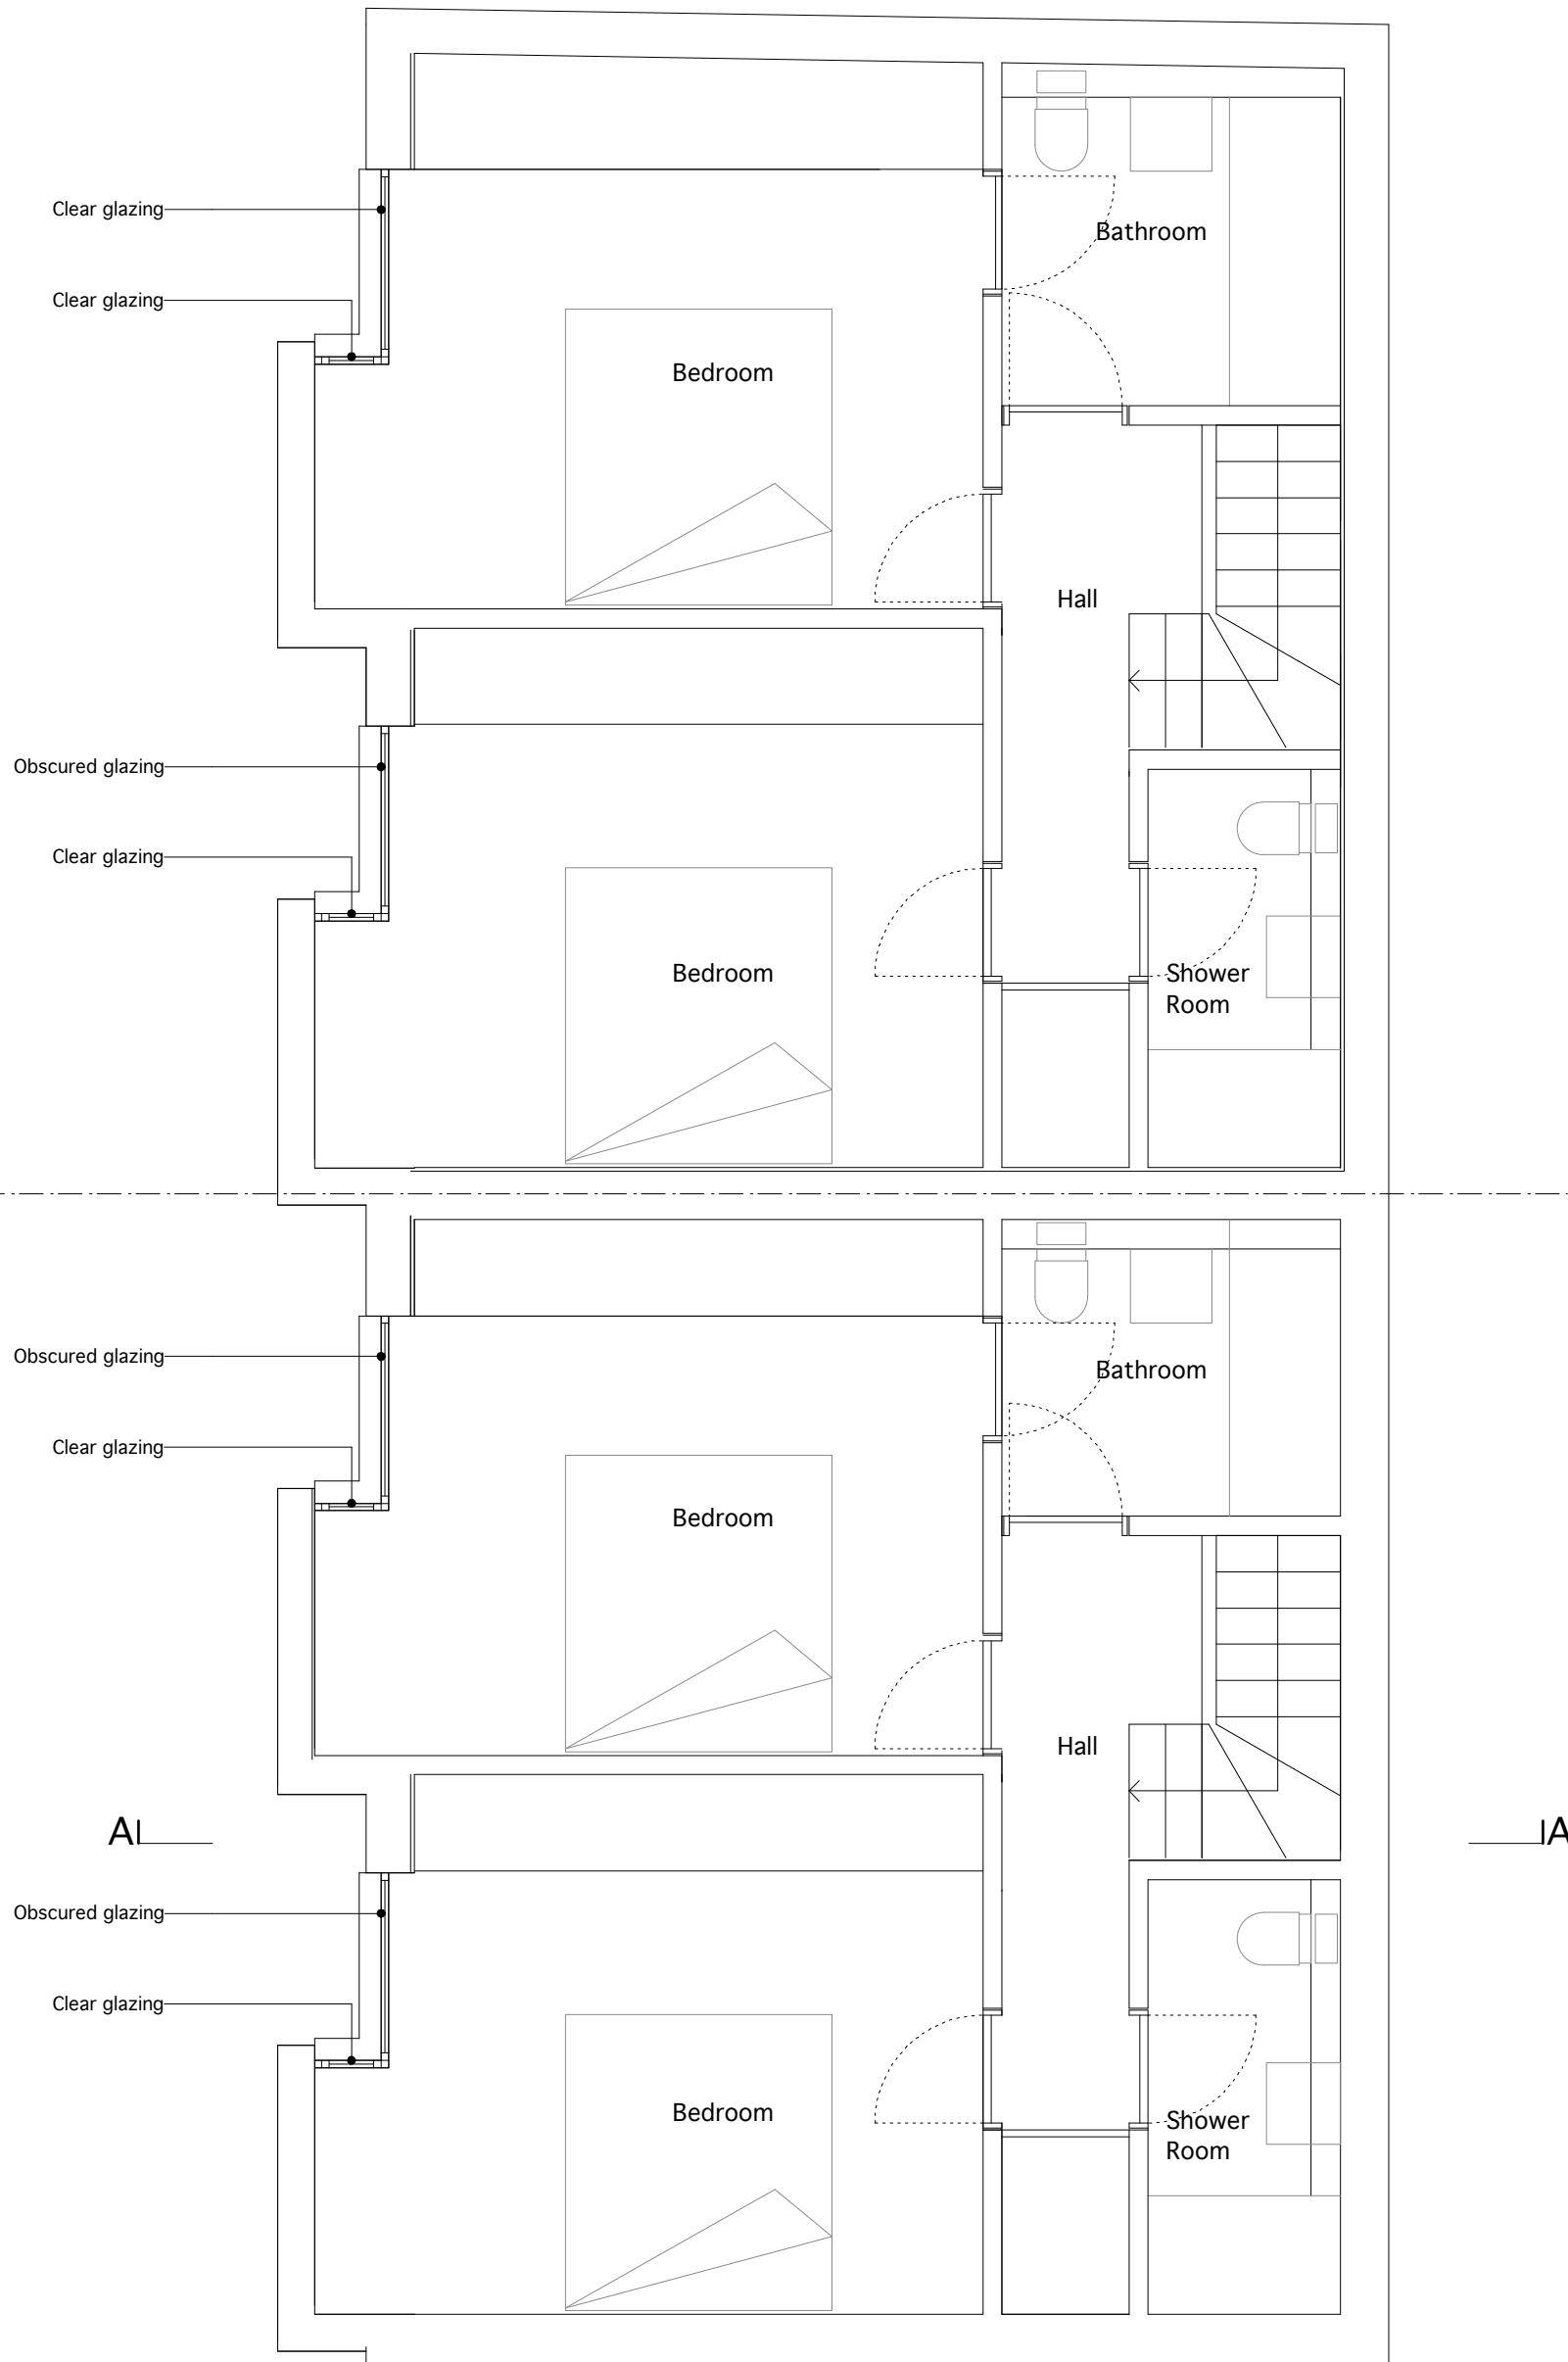 Clear glazing
Bathroom
Clear glazing
Bedroom
Hall
Obscured glazing
Clear glazing
Bedroom
Shower
Room
Obscured glazing
Bathroom
Clear glazing
Bedroom
Hall
A
A
Obscured glazing
Clear glazing
Bedroom
Shower
Room